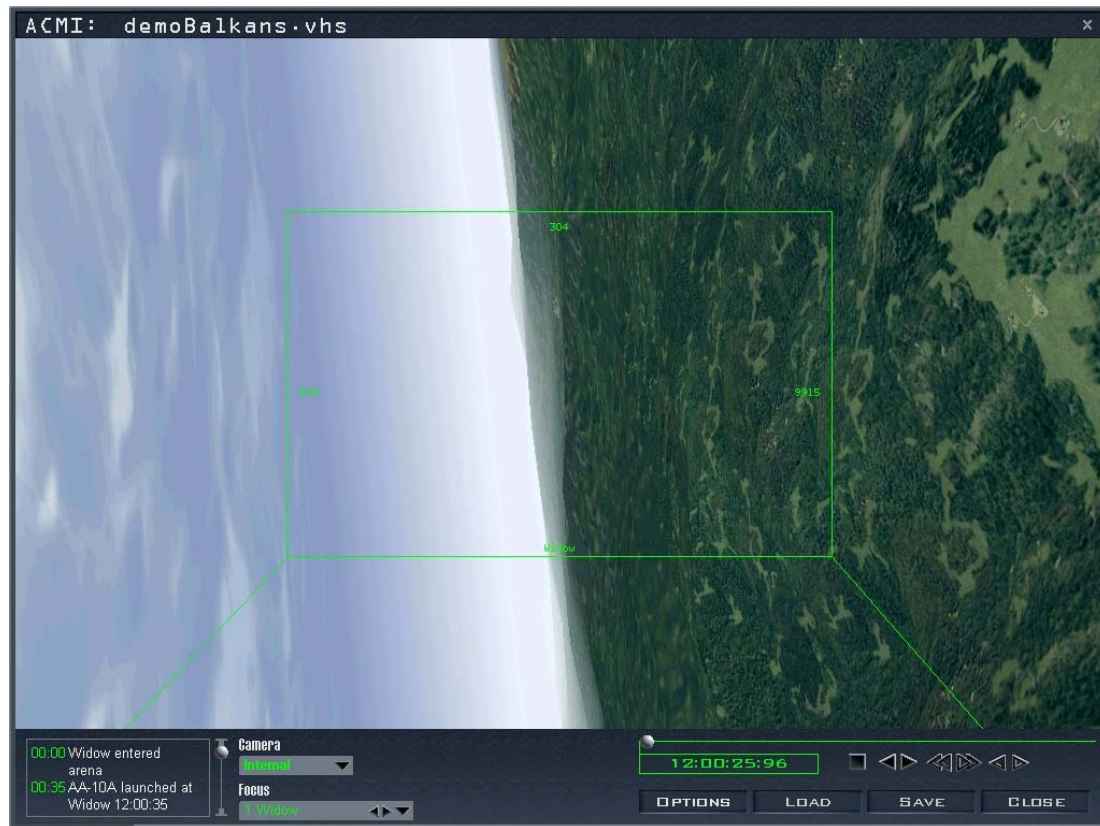 ACMI: demoBalkans.vhs
304
9915
Widow
00:00 Widow entered
arena
00:35 AA-10A launched at
Widow 12:00:35
Camera
Internal
Focus
1 Widow
12:00:25:96
OPTIONS
LOAD
SAVE
CLOSE